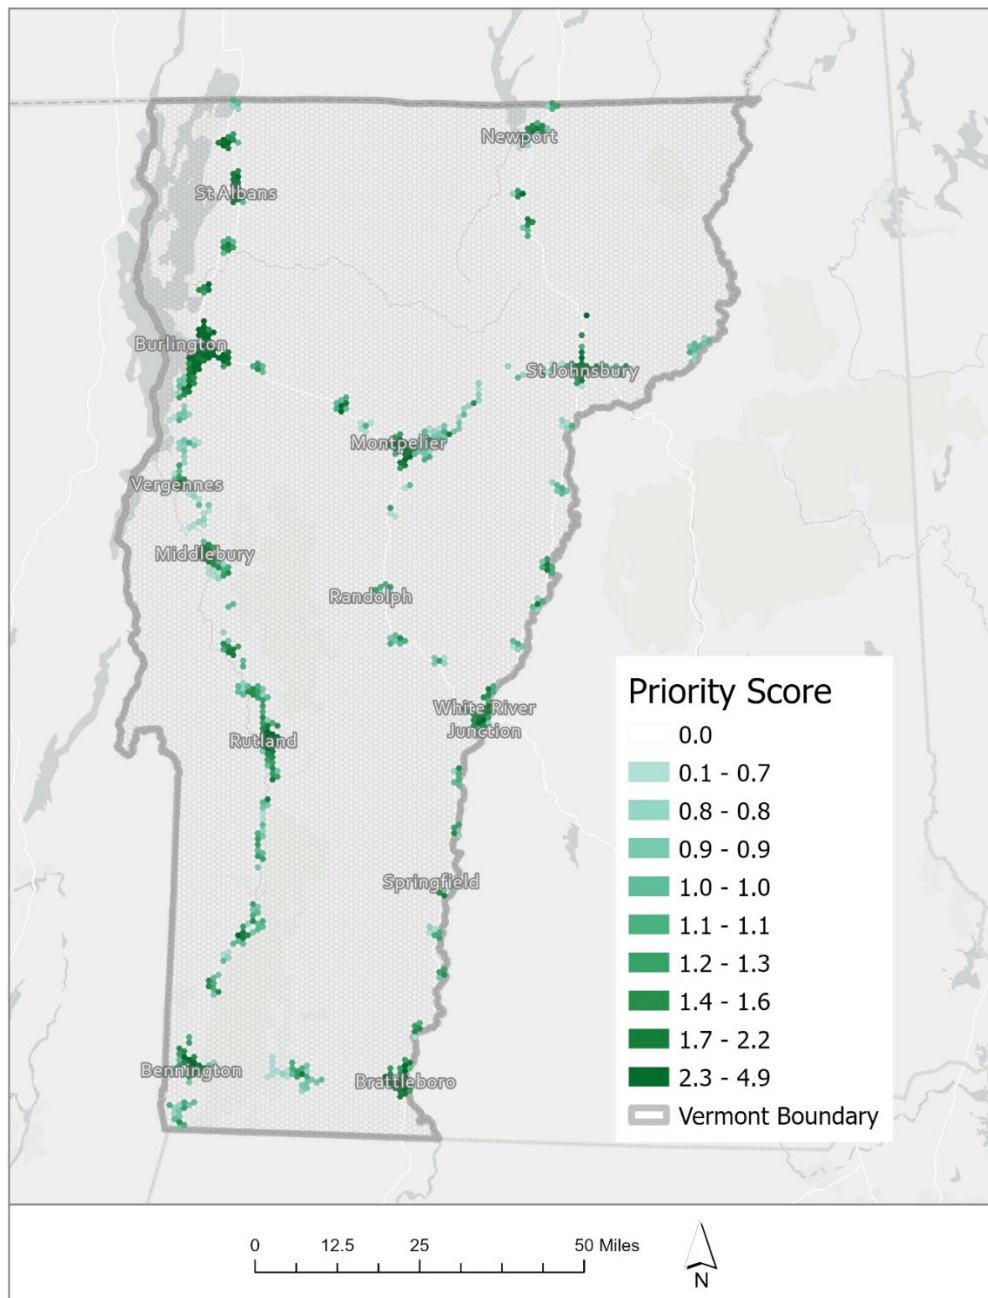 Newport
St Albans
Burlington
St Johnsbury
Montpelier
Vergennes
Middlebury
Randolph
White River
Junction
Rutland
Springfield
Bennington
Brattleboro
Priority Score
0.0
0.1 - 0.7
0.8 - 0.8
0.9 - 0.9
1.0 - 1.0
1.1 - 1.1
1.2 - 1.3
1.4 - 1.6
1.7 - 2.2
2.3 - 4.9
Vermont Boundary
0 12.5 25 50 Miles
N